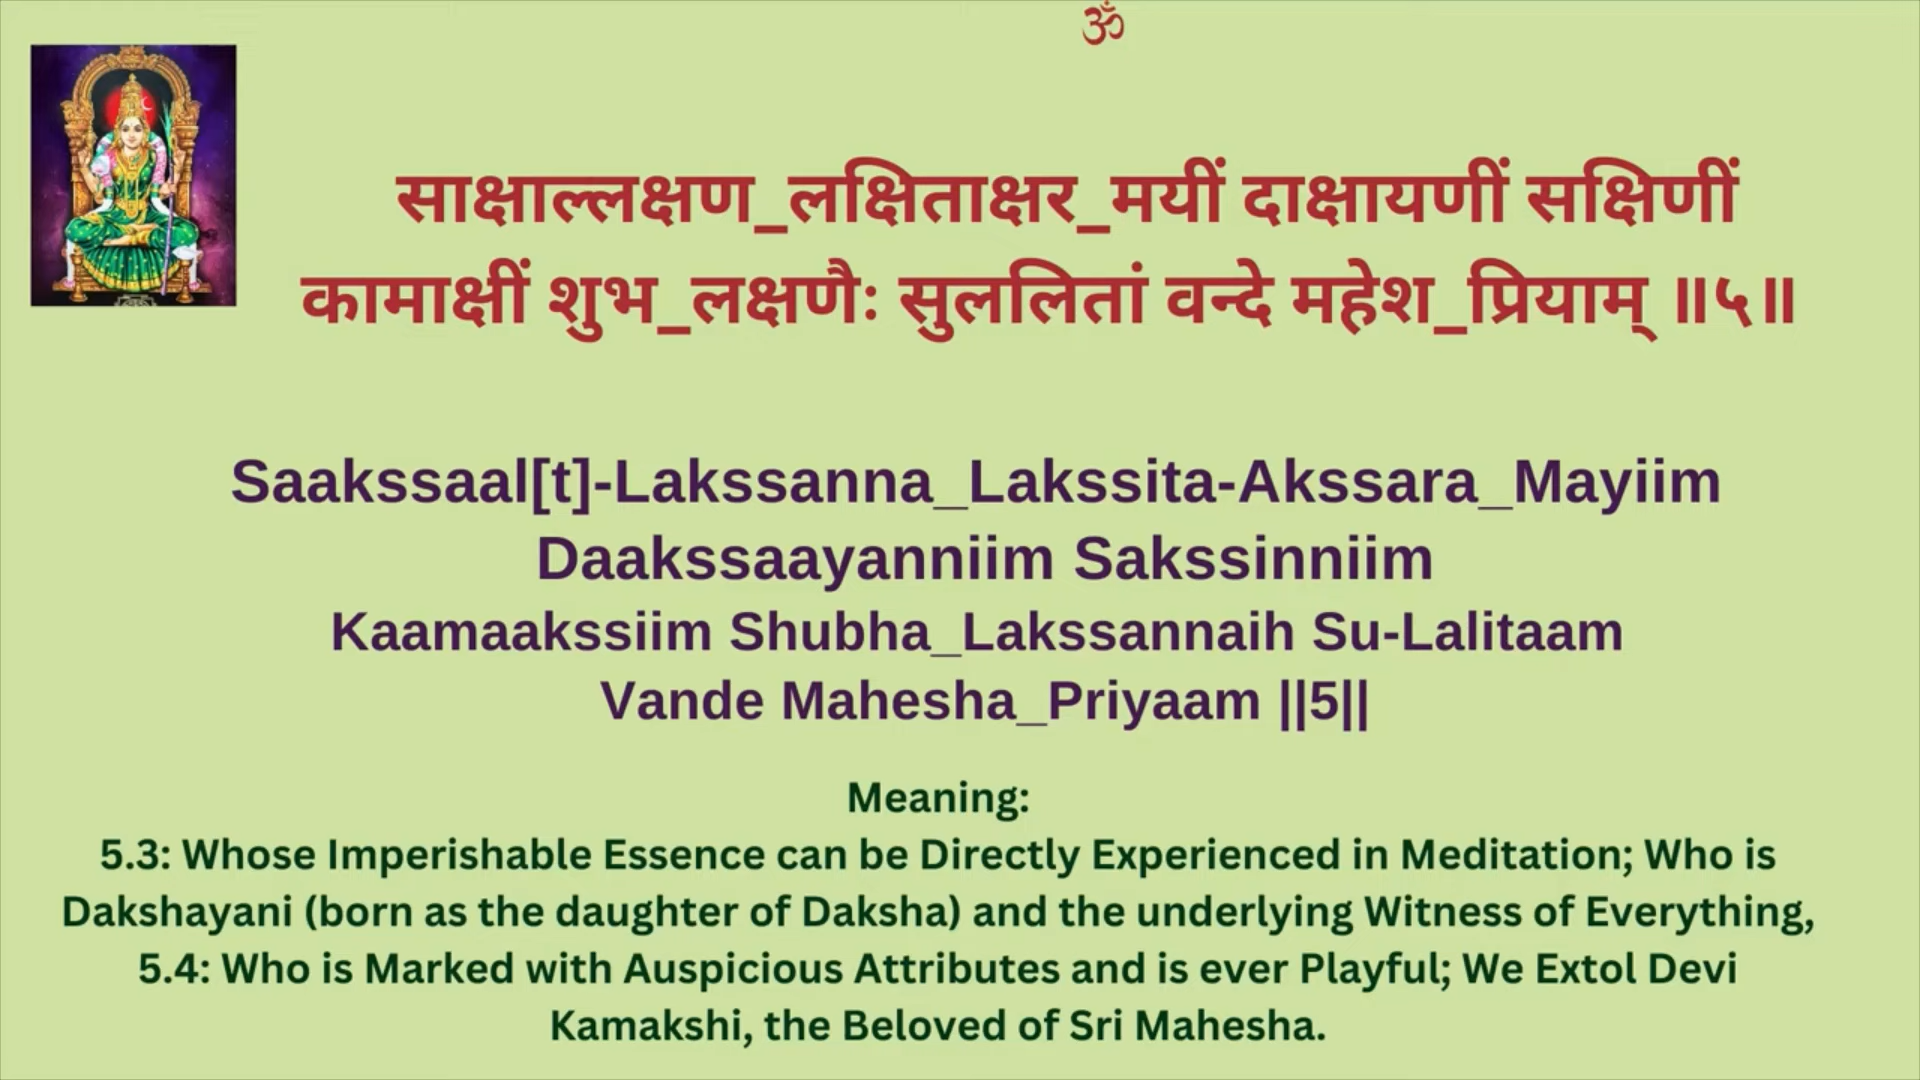 ॐ
साक्षाल्लक्षण_लक्षिताक्षर_मयीं दाक्षायणीं सक्षिणीं
कामाक्षीं शुभ_लक्षणैः सुललितां वन्दे महेश_प्रियाम् ॥५॥
Saakssaal[t]-Lakssanna_Lakssita-Akssara_Mayiim
Daakssaayanniim Sakssinniim
Kaamaakssiim Shubha_Lakssannaih Su-Lalitaam
Vande Mahesha_Priyaam ||5||
Meaning:
5.3: Whose Imperishable Essence can be Directly Experienced in Meditation; Who is
Dakshayani (born as the daughter of Daksha) and the underlying Witness of Everything,
5.4: Who is Marked with Auspicious Attributes and is ever Playful; We Extol Devi
Kamakshi, the Beloved of Sri Mahesha.